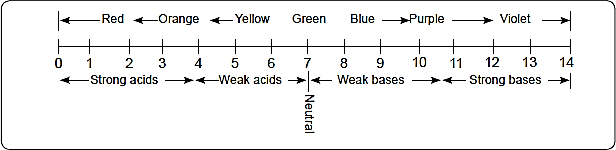 Red Orange Yellow Green Blue Purple Violet
0 1 2 3 4 5 6 7 8 9 10 11 12 13 14
Strong acids Weak acids Weak bases Strong bases
Neutral